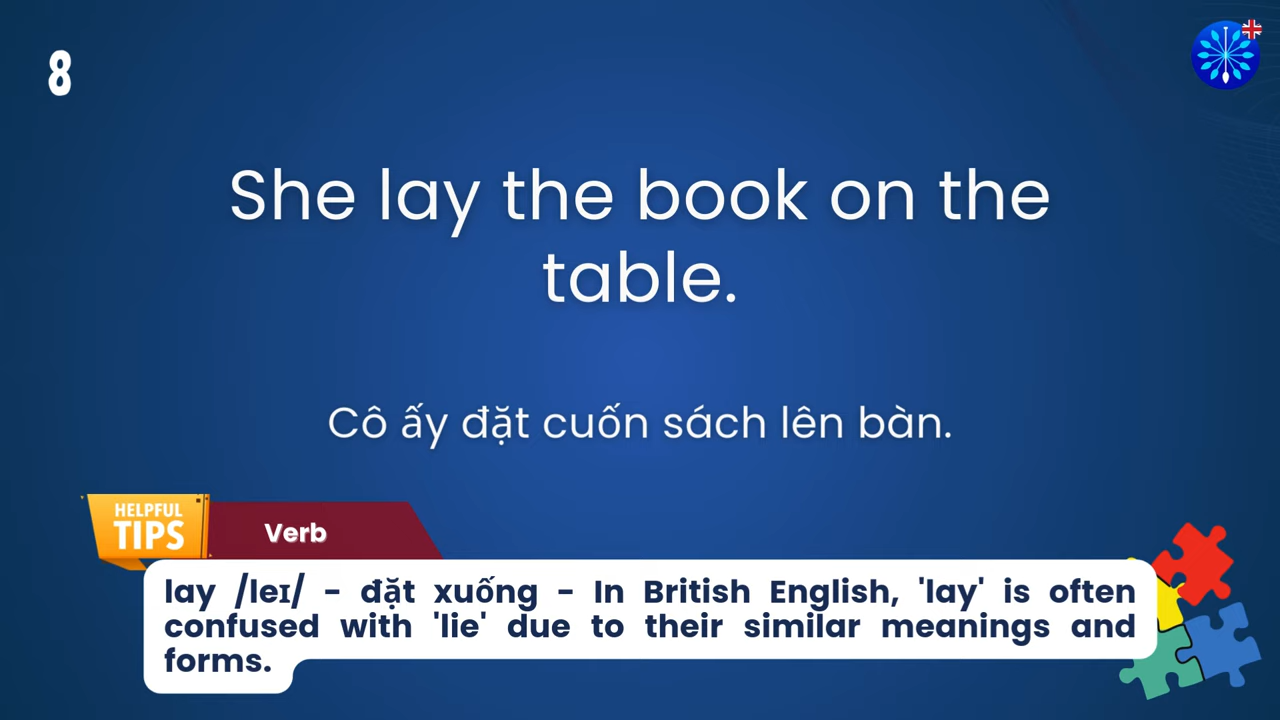 8
She lay the book on the
table.
Cô ấy đặt cuốn sách lên bàn.
HELPFUL
TIPS
Verb
lay /leɪ/ - đặt xuống - In British English, 'lay' is often
confused with 'lie' due to their similar meanings and
forms.